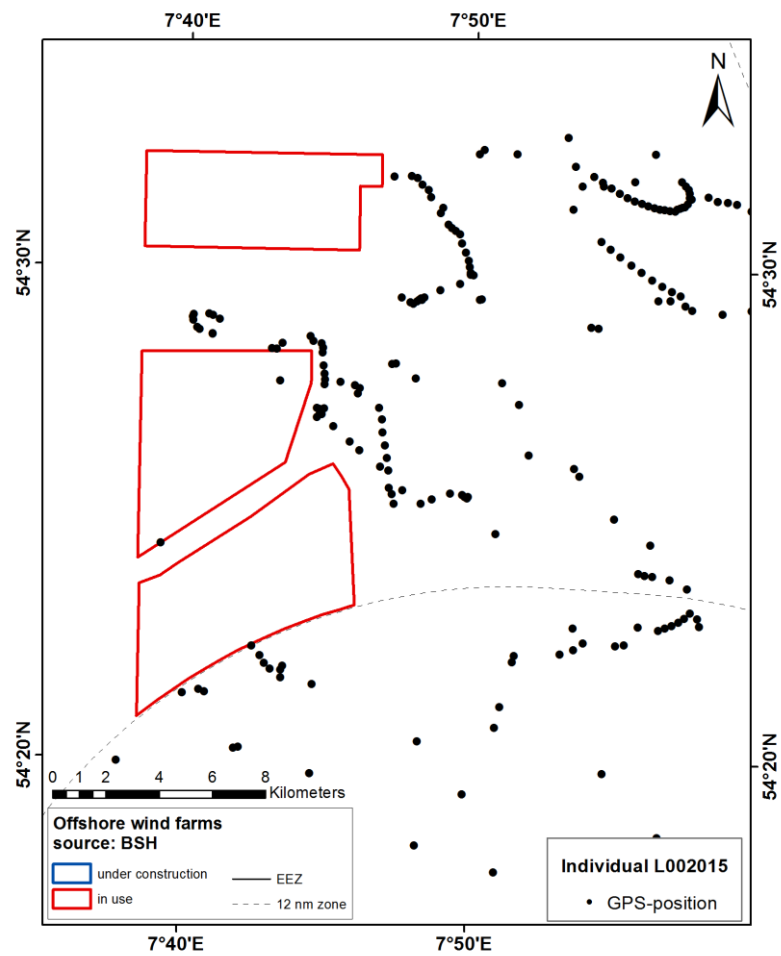 7°40'E 7°50'E
N
54°30'N 54°30'N
54°20'N 54°20'N
0 1 2 4 6 8
Kilometers
Offshore wind farms
source: BSH
under construction
in use
EEZ
12 nm zone
Individual L002015
GPS-position
7°40'E 7°50'E